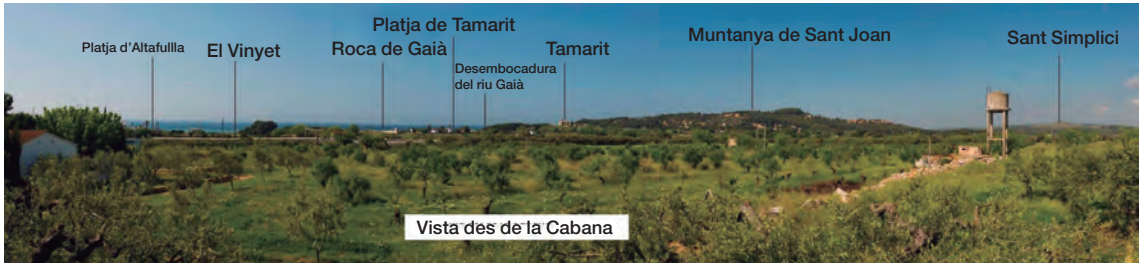 Platja d'Altafullla
El Vinyet
Roca de Gaià
Platja de Tamarit
Desembocadura
del riu Gaià
Tamarit
Muntanya de Sant Joan
Sant Simplici
Vista des de la Cabana